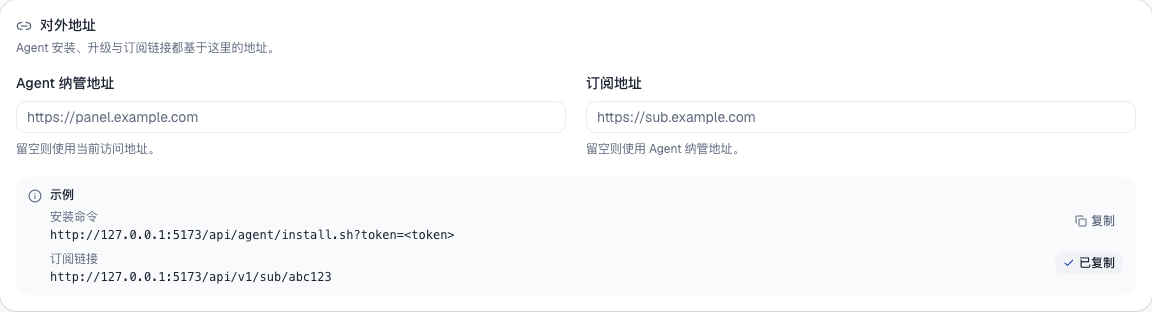 对外地址
Agent 安装、升级与订阅链接都基于这里的地址。
Agent 纳管地址
https://panel.example.com
留空则使用当前访问地址。
订阅地址
https://sub.example.com
留空则使用 Agent 纳管地址。
示例
安装命令
http://127.0.0.1:5173/api/agent/install.sh?token=<token>
复制
订阅链接
http://127.0.0.1:5173/api/v1/sub/abc123
已复制